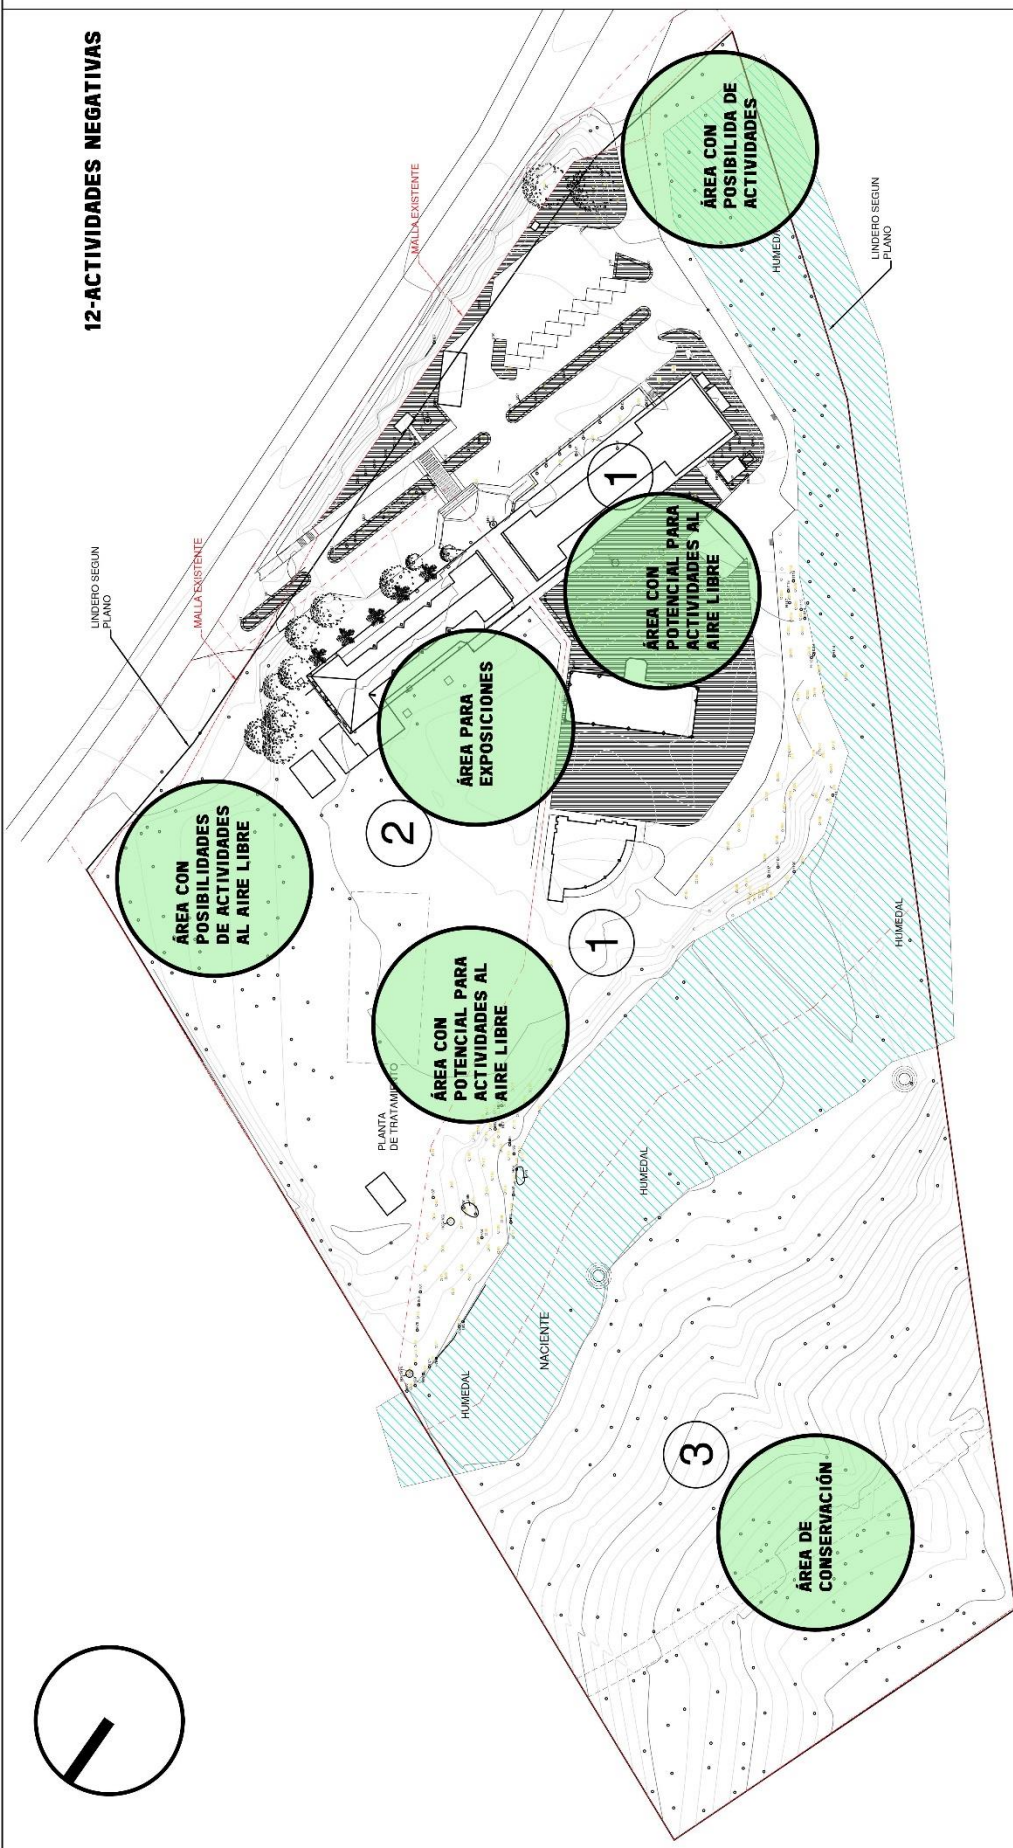 12-ACTIVIDADES NEGATIVAS
ÁREA DE
CONSERVACIÓN
3
HUMEDAL
NACIENTE
HUMEDAL
PLANTA
DE TRATAMIENTO
ÁREA CON
POTENCIAL PARA
ACTIVIDADES AL
AIRE LIBRE
1
HUMEDAL
ÁREA CON
POSIBILIDADES
DE ACTIVIDADES
AL AIRE LIBRE
2
ÁREA PARA
EXPOSICIONES
LINDERO SEGUN
PLANO
MALLA EXISTENTE
ÁREA CON
POTENCIAL PARA
ACTIVIDADES AL
AIRE LIBRE
1
MALLA EXISTENTE
LINDERO SEGUN
PLANO
HUMEDA
ÁREA CON
POSIBILIDA DE
ACTIVIDADES